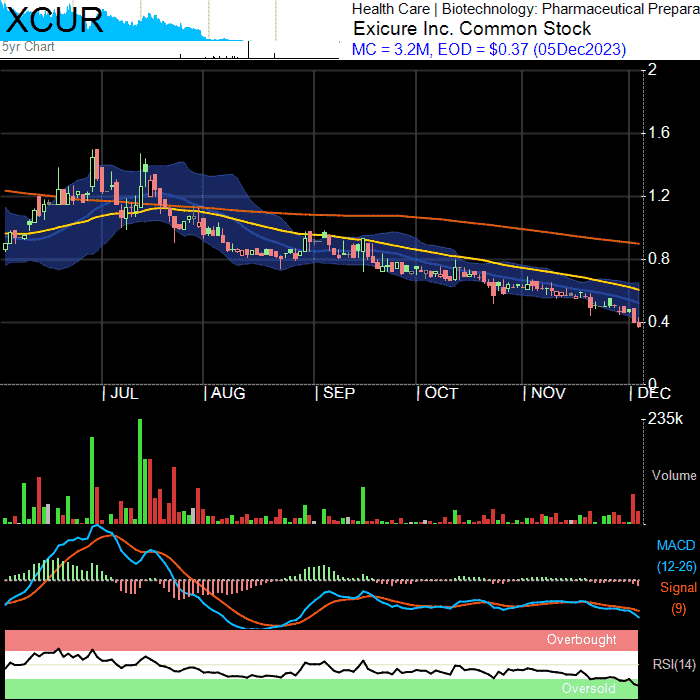 XCUR
Health Care | Biotechnology: Pharmaceutical Prepara
Exicure Inc. Common Stock
5yr Chart
MC = 3.2M, EOD = $0.37 (05Dec2023)
2
1.6
1.2
0.8
0.4
0
JUL
AUG
SEP
OCT
NOV
DEC
235k
Volume
MACD
(12-26)
Signal
(9)
Overbought
RSI(14)
Oversold